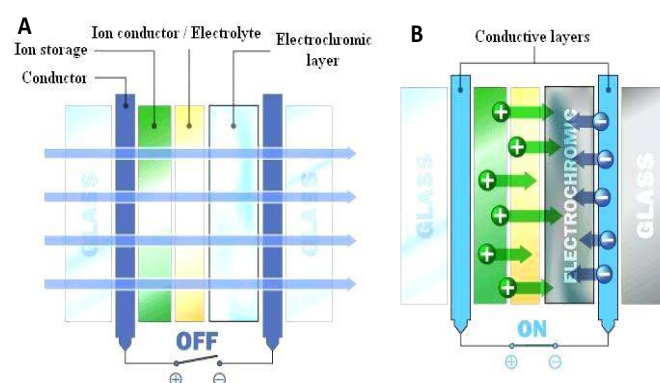 A
Ion conductor / Electrolyte
Ion storage
Conductor
Electrochromic
layer
GLASS
GLASS
OFF
+
−
B
Conductive layers
GLASS
ELECTROCHROMIC
GLASS
+
+
+
+
+
+
−
−
−
−
−
ON
+
−